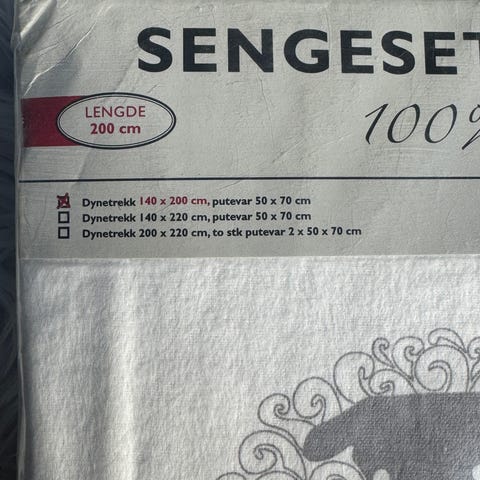 SENGESET
LENGDE
200 cm
100%
Dynetrekk 140 x 200 cm, putevar 50 x 70 cm
Dynetrekk 140 x 220 cm, putevar 50 x 70 cm
Dynetrekk 200 x 220 cm, to stk putevar 2 x 50 x 70 cm